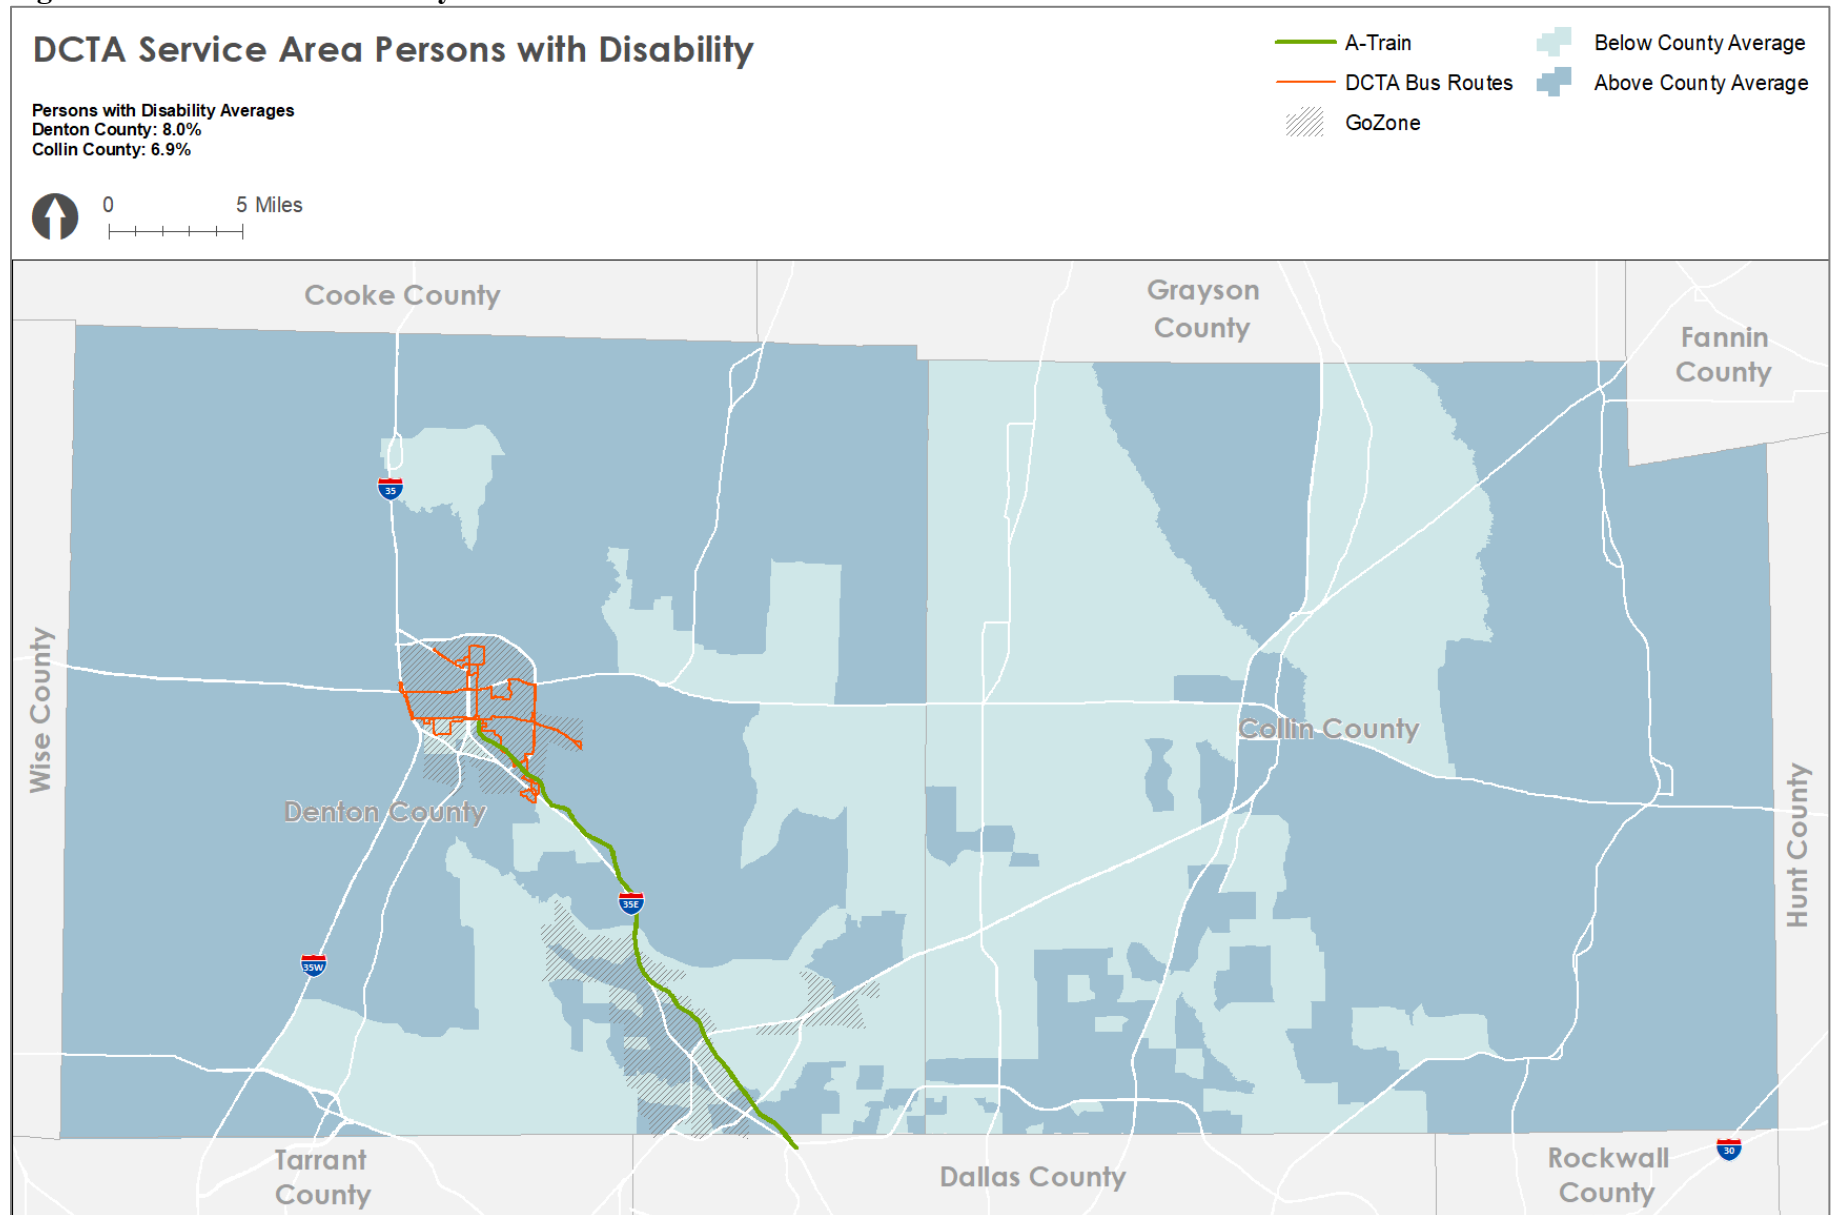 DCTA Service Area Persons with Disability
Persons with Disability Averages
Denton County: 8.0%
Collin County: 6.9%
0 5 Miles
A-Train
DCTA Bus Routes
GoZone
Below County Average
Above County Average
Cooke County
Grayson
County
Fannin
County
35
Wise County
Collin County
Denton County
Hunt County
35E
35W
Tarrant
County
Dallas County
Rockwall
County
30